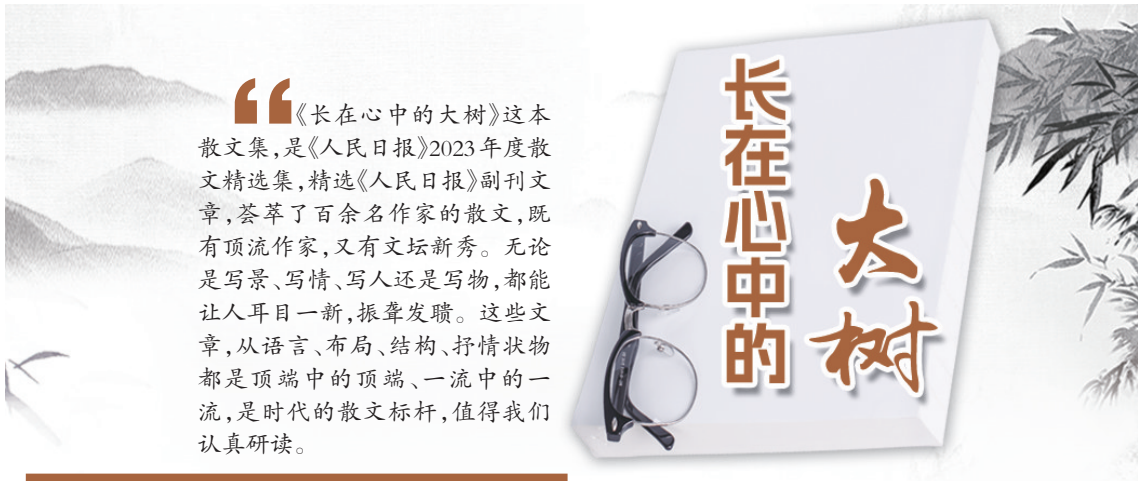 “《长在心中的大树》这本
散文集,是《人民日报》2023年度散
文精选集,精选《人民日报》副刊文
章,荟萃了百余名作家的散文,既
有顶流作家,又有文坛新秀。无论
是写景、写情、写人还是写物,都能
让人耳目一新,振聋发聩。这些文
章,从语言、布局、结构、抒情状物
都是顶端中的顶端、一流中的一
流,是时代的散文标杆,值得我们
认真研读。
长在心中的
大树